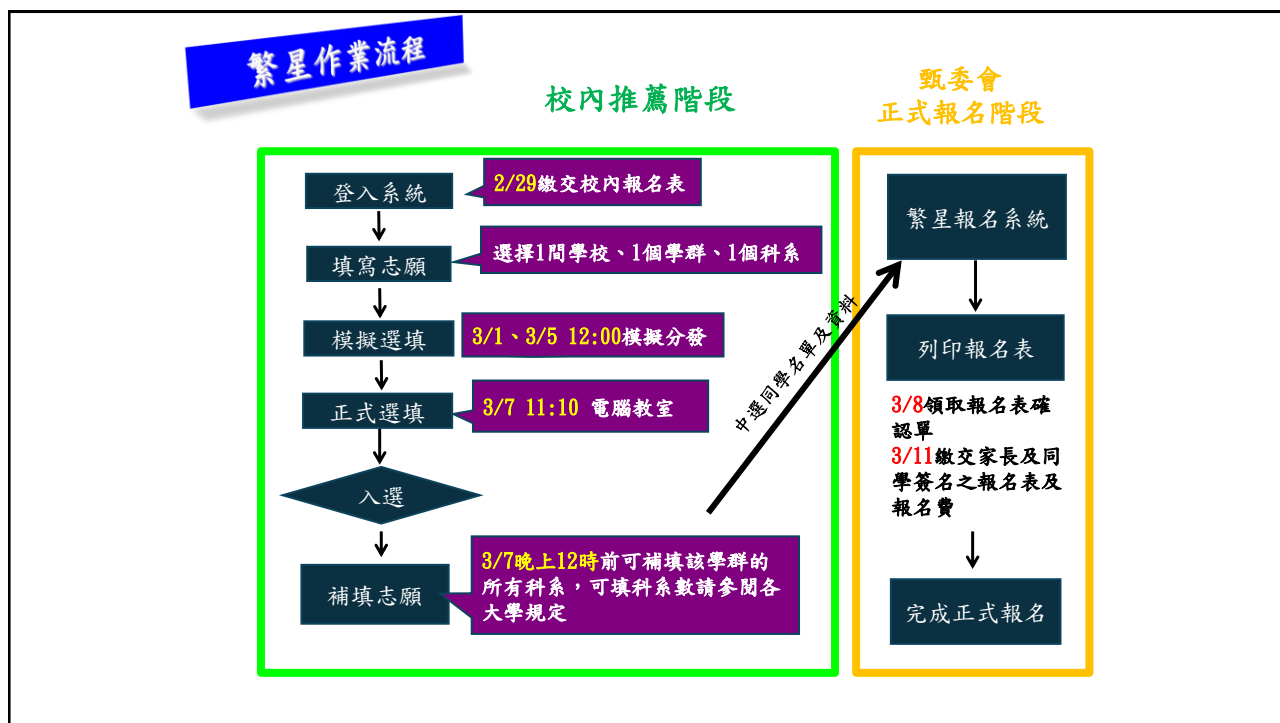 繁星作業流程
校內推薦階段
登入系統
2/29繳交校內報名表
填寫志願
選擇1間學校、1個學群、1個科系
模擬選填
3/1、3/5 12:00模擬分發
正式選填
3/7 11:10 電腦教室
入選
補填志願
3/7晚上12時前可補填該學群的
所有科系，可填科系數請參閱各
大學規定
中選同學名單及資料
甄委會
正式報名階段
繁星報名系統
列印報名表
3/8領取報名表確
認單
3/11繳交家長及同
學簽名之報名表及
報名費
完成正式報名